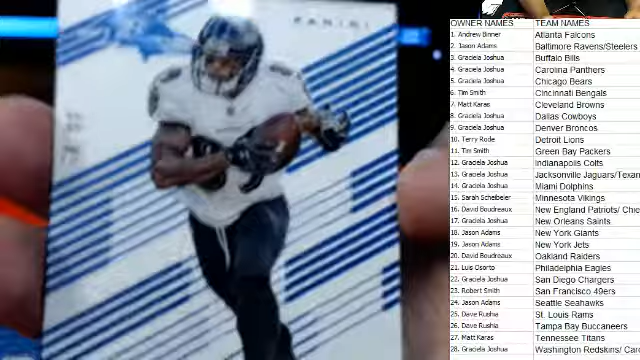 PANINI
OWNER NAMES TEAM NAMES
1. Andrew Binner Atlanta Falcons
2. Jason Adams Baltimore Ravens/Steelers
3. Graciela Joshua Buffalo Bills
4. Graciela Joshua Carolina Panthers
5. Graciela Joshua Chicago Bears
6. Tim Smith Cincinnati Bengals
7. Matt Karas Cleveland Browns
8. Graciela Joshua Dallas Cowboys
9. Graciela Joshua Denver Broncos
10. Terry Rode Detroit Lions
11. Tim Smith Green Bay Packers
12. Graciela Joshua Indianapolis Colts
13. Graciela Joshua Jacksonville Jaguars/Texan
14. Graciela Joshua Miami Dolphins
15. Sarah Scheibeler Minnesota Vikings
16. David Boudreaux New England Patriots/ Chie
17. Graciela Joshua New Orleans Saints
18. Jason Adams New York Giants
19. Jason Adams New York Jets
20. David Boudreaux Oakland Raiders
21. Luis Osorto Philadelphia Eagles
22. Graciela Joshua San Diego Chargers
23. Robert Smith San Francisco 49ers
24. Jason Adams Seattle Seahawks
25. Dave Rushia St. Louis Rams
26. Dave Rushia Tampa Bay Buccaneers
27. Matt Karas Tennessee Titans
28. Graciela Joshua Washington Redskins/ Card